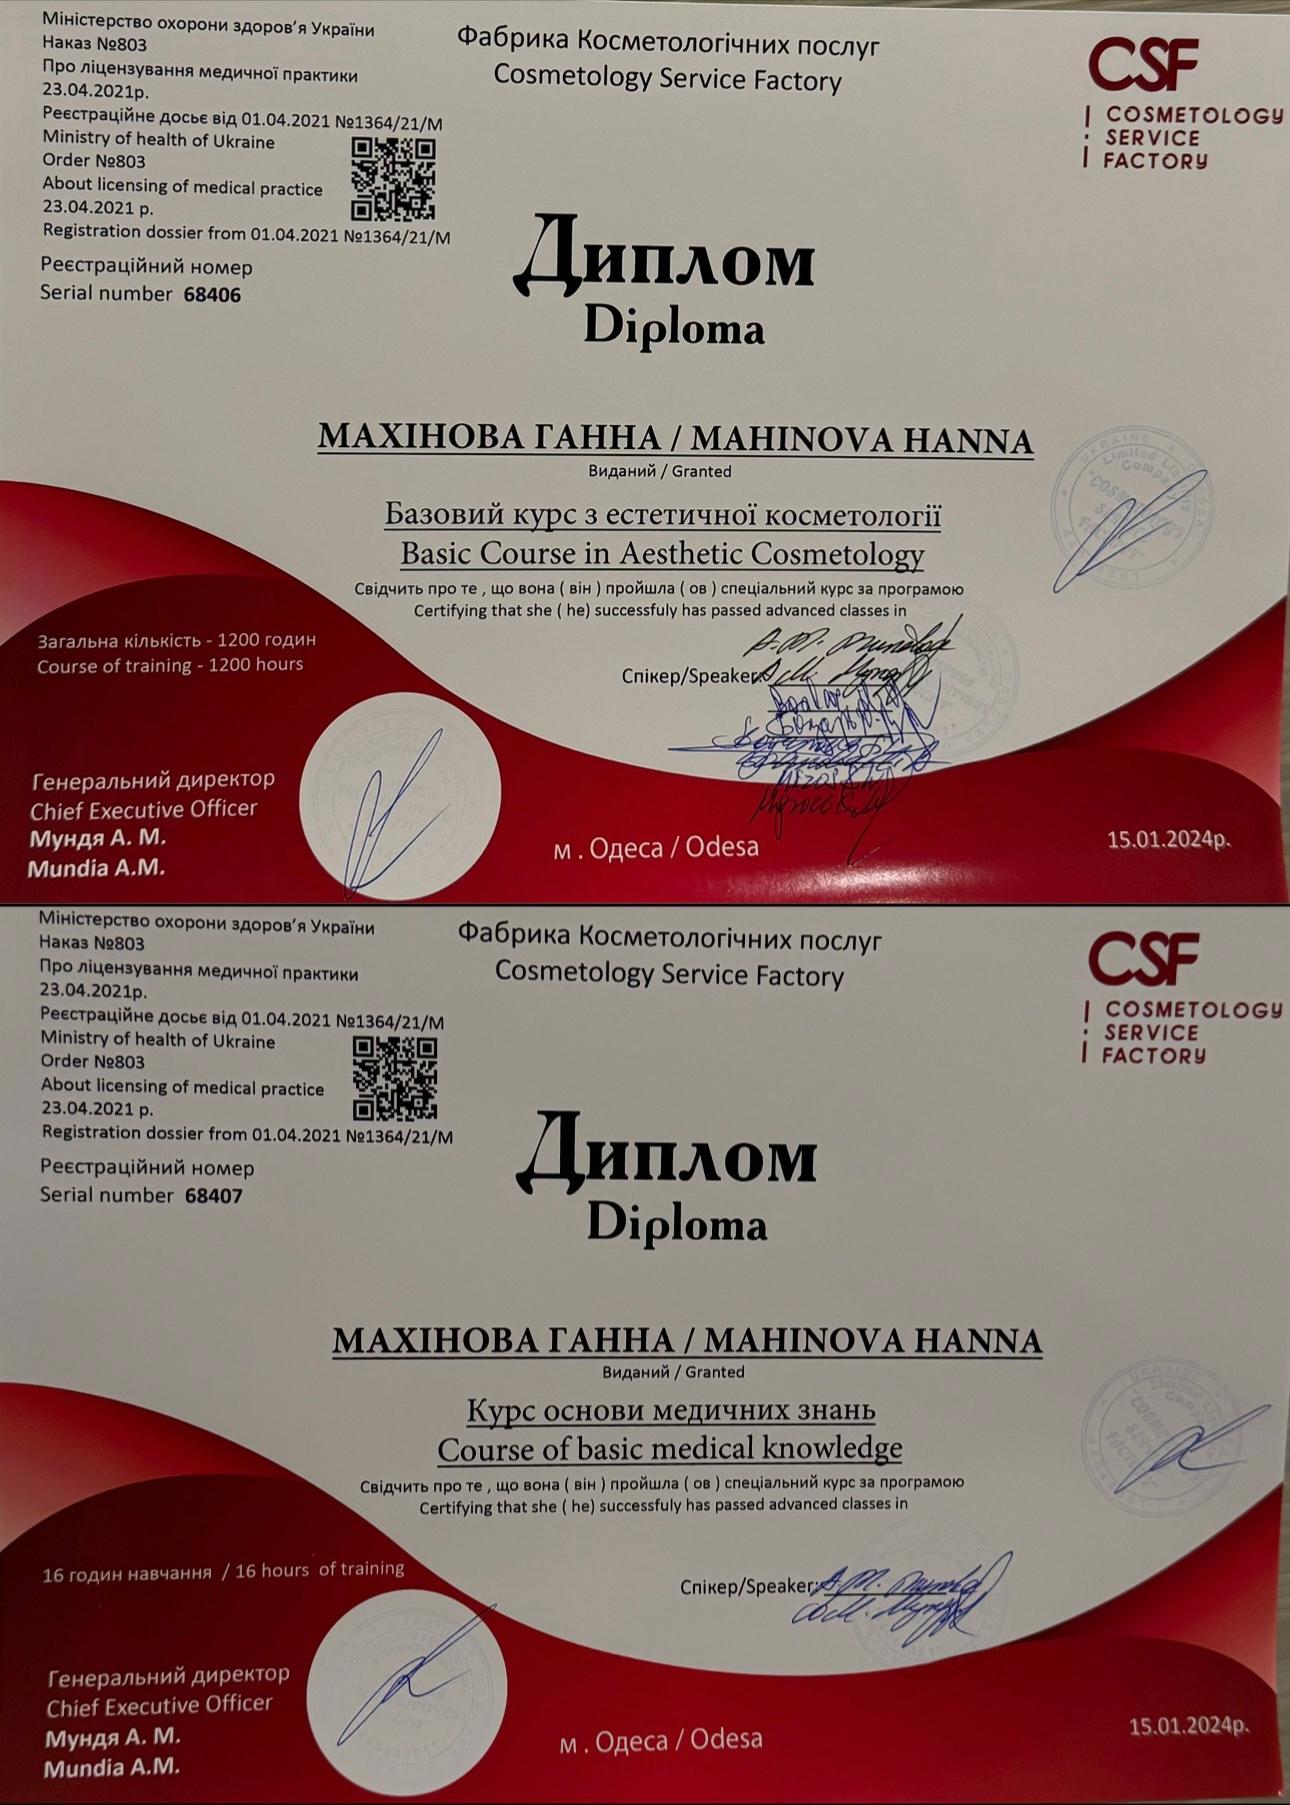 Міністерство охорони здоров'я України
Наказ №803
Про ліцензування медичної практики
23.04.2021р.
Реєстраційне досьє від 01.04.2021 №1364/21/М
Ministry of health of Ukraine
Order №803
About licensing of medical practice
23.04.2021 р.
Registration dossier from 01.04.2021 №1364/21/M
Реєстраційний номер
Serial number 68406
Фабрика Косметологічних послуг
Cosmetology Service Factory
CSF
COSMETOLOGY
SERVICE
FACTORY
Диплом
Diploma
МАХІНОВА ГАННА / MAHINOVA HANNA
Виданий / Granted
Базовий курс з естетичної косметології
Basic Course in Aesthetic Cosmetology
Свідчить про те , що вона ( він ) пройшла ( ов ) спеціальний курс за програмою
Certifying that she ( he) successfuly has passed advanced classes in
Загальна кількість - 1200 годин
Course of training - 1200 hours
Спікер/Speaker:
Генеральний директор
Chief Executive Officer
Мундя А. М.
Mundia A.M.
м . Одеса / Odesa
15.01.2024р.
Міністерство охорони здоров'я України
Наказ №803
Про ліцензування медичної практики
23.04.2021р.
Реєстраційне досьє від 01.04.2021 №1364/21/М
Ministry of health of Ukraine
Order №803
About licensing of medical practice
23.04.2021 р.
Registration dossier from 01.04.2021 №1364/21/M
Реєстраційний номер
Serial number 68407
Фабрика Косметологічних послуг
Cosmetology Service Factory
CSF
COSMETOLOGY
SERVICE
FACTORY
Диплом
Diploma
МАХІНОВА ГАННА / MAHINOVA HANNA
Виданий / Granted
Курс основи медичних знань
Course of basic medical knowledge
Свідчить про те , що вона ( він ) пройшла ( ов ) спеціальний курс за програмою
Certifying that she ( he) successfuly has passed advanced classes in
16 годин навчання / 16 hours of training
Спікер/Speaker:
Генеральний директор
Chief Executive Officer
Мундя А. М.
Mundia A.M.
м . Одеса / Odesa
15.01.2024р.